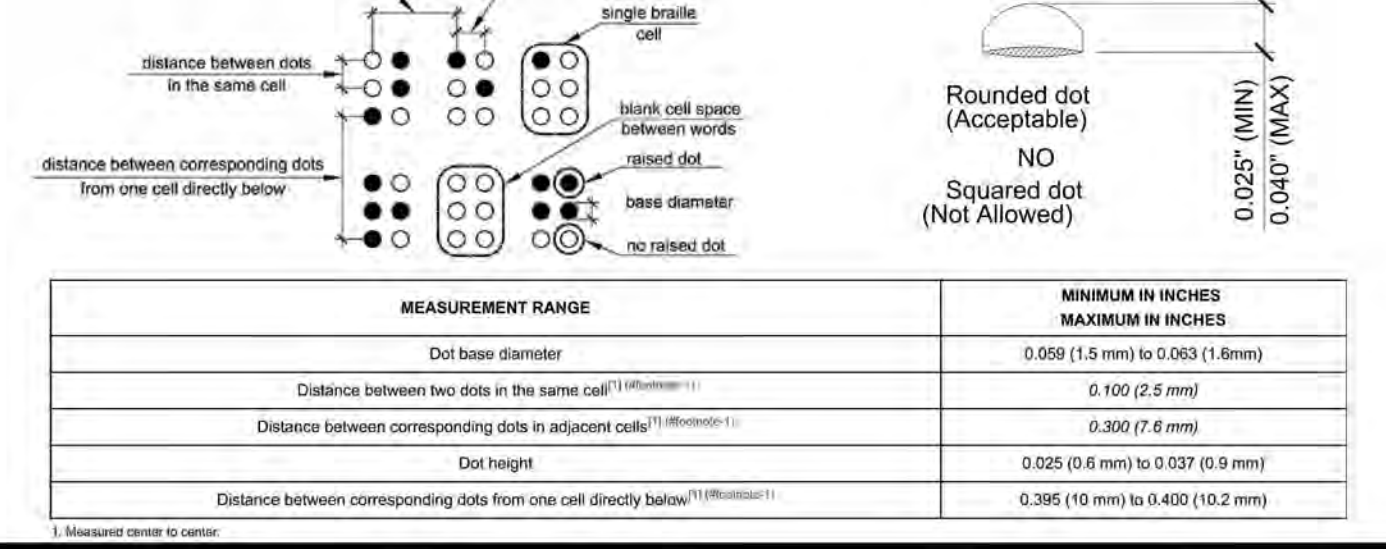 single braille
cell
distance between dots
in the same cell
blank cell space
between words
distance between corresponding dots
from one cell directly below
raised dot
base diameter
no raised dot
Rounded dot
(Acceptable)
NO
Squared dot
(Not Allowed)
0.025" (MIN)
0.040" (MAX)
MEASUREMENT RANGE
MINIMUM IN INCHES
MAXIMUM IN INCHES
Dot base diameter
0.059 (1.5 mm) to 0.063 (1.6mm)
Distance between two dots in the same cell[1] (#footnote-1)
0.100 (2.5 mm)
Distance between corresponding dots in adjacent cells[1] (#footnote-1)
0.300 (7.6 mm)
Dot height
0.025 (0.6 mm) to 0.037 (0.9 mm)
Distance between corresponding dots from one cell directly below[1] (#footnote-1)
0.395 (10 mm) to 0.400 (10.2 mm)
1. Measured center to center.